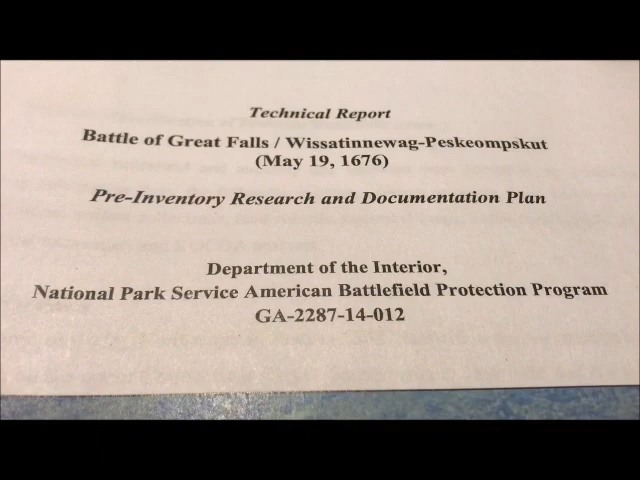 Technical Report
Battle of Great Falls / Wissatinnewag-Peskeompskut
(May 19, 1676)
Pre-Inventory Research and Documentation Plan
Department of the Interior,
National Park Service American Battlefield Protection Program
GA-2287-14-012